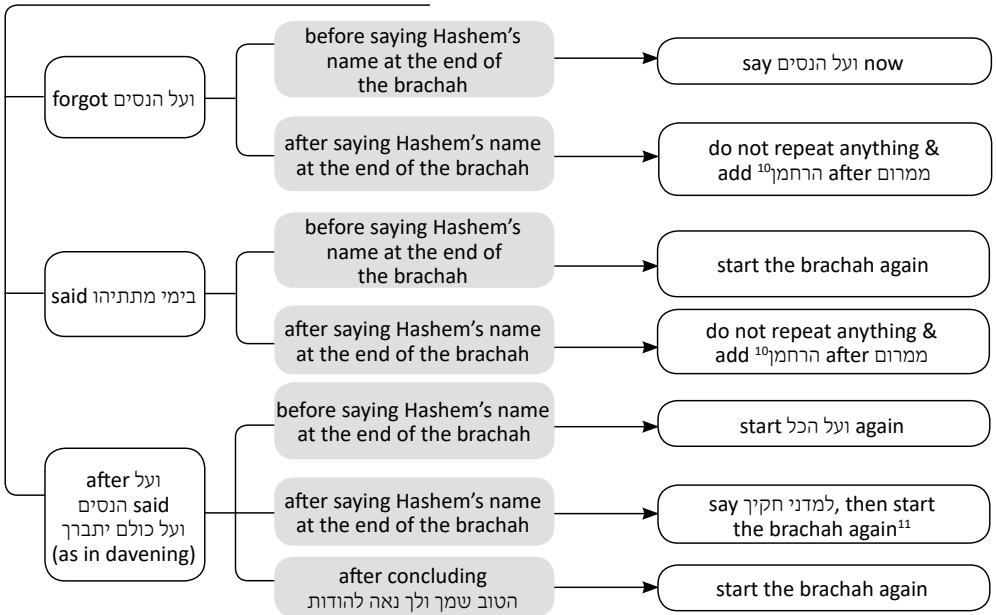 forgot ועל הנסים
before saying Hashem's
name at the end of
the brachah
say ועל הנסים now
after saying Hashem's name
at the end of the brachah
do not repeat anything &
add הרחמן¹⁰ after ממרום
said בימי מתתיהו
before saying Hashem's
name at the end of
the brachah
start the brachah again
after saying Hashem's name
at the end of the brachah
do not repeat anything &
add הרחמן¹⁰ after ממרום
after ועל
הנסים said
ועל כולם יתברך
(as in davening)
before saying Hashem's name
at the end of the brachah
start ועל הכל again
after saying Hashem's name
at the end of the brachah
say למדני חקיך, then start
the brachah again¹¹
after concluding
הטוב שמך ולך נאה להודות
start the brachah again